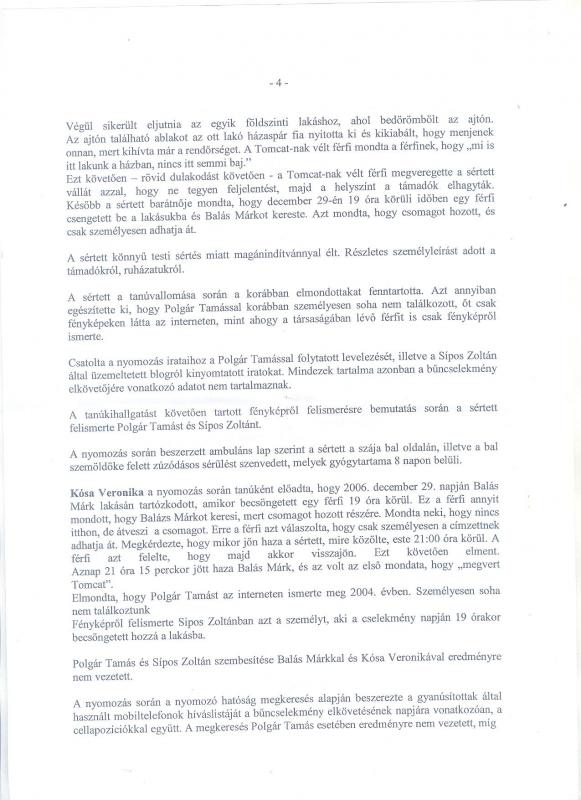 - 4 -
Végül sikerült eljutnia az egyik földszinti lakáshoz, ahol bedörömbölt az ajtón.
Az ajtón található ablakot az ott lakó házaspár fia nyitotta ki és kikiabált, hogy menjenek
onnan, mert kihívta már a rendőrséget. A Tomcat-nak vélt férfi mondta a férfinek, hogy „mi is
itt lakunk a házban, nincs itt semmi baj.”
Ezt követően – rövid dulakodást követően - a Tomcat-nak vélt férfi megveregette a sértett
vállát azzal, hogy ne tegyen feljelentést, majd a helyszínt a támadók elhagyták.
Később a sértett barátnője mondta, hogy december 29-én 19 óra körüli időben egy férfi
csengetett be a lakásukba és Balás Márkot kereste. Azt mondta, hogy csomagot hozott, és
csak személyesen adhatja át.
A sértett könnyű testi sértés miatt magánindítvánnyal élt. Részletes személyleírást adott a
támadókról, ruházatukról.
A sértett a tanúvallomása során a korábban elmondottakat fenntartotta. Azt annyiban
egészítette ki, hogy Polgár Tamással korábban személyesen soha nem találkozott, őt csak
fényképeken látta az interneten, mint ahogy a társaságában lévő férfit is csak fényképről
ismerte.
Csatolta a nyomozás irataihoz a Polgár Tamással folytatott levelezését, illetve a Sípos Zoltán
által üzemeltetett blogról kinyomtatott iratokat. Mindezek tartalma azonban a bűncselekmény
elkövetőjére vonatkozó adatot nem tartalmaznak.
A tanúkihallgatást követően tartott fényképről felismerésre bemutatás során a sértett
felismerte Polgár Tamást és Sípos Zoltánt.
A nyomozás során beszerzett ambuláns lap szerint a sértett a szája bal oldalán, illetve a bal
szemöldöke felett zúzódásos sérülést szenvedett, melyek gyógytartama 8 napon belüli.
Kósa Veronika a nyomozás során tanúként előadta, hogy 2006. december 29. napján Balás
Márk lakásán tartózkodott, amikor becsöngetett egy férfi 19 óra körül. Ez a férfi annyit
mondott, hogy Balázs Márkot keresi, mert csomagot hozott részére. Mondta neki, hogy nincs
itthon, de átveszi a csomagot. Erre a férfi azt válaszolta, hogy csak személyesen a címzettnek
adhatja át. Megkérdezte, hogy mikor jön haza a sértett, mire közölte, este 21:00 óra körül. A
férfi azt felelte, hogy majd akkor visszajön. Ezt követően elment.
Aznap 21 óra 15 perckor jött haza Balás Márk, és az volt az első mondata, hogy „megvert
Tomcat”.
Elmondta, hogy Polgár Tamást az interneten ismerte meg 2004. évben. Személyesen soha
nem találkoztunk
Fényképről felismerte Sípos Zoltánban azt a személyt, aki a cselekmény napján 19 órakor
becsöngetett hozzá a lakásba.
Polgár Tamás és Sípos Zoltán szembesítése Balás Márkkal és Kósa Veronikával eredményre
nem vezetett.
A nyomozás során a nyomozó hatóság megkeresés alapján beszerezte a gyanúsítottak által
használt mobiltelefonok híváslistáját a bűncselekmény elkövetésének napjára vonatkozóan, a
cellapozíciókkal együtt. A megkeresés Polgár Tamás esetében eredményre nem vezetett, míg